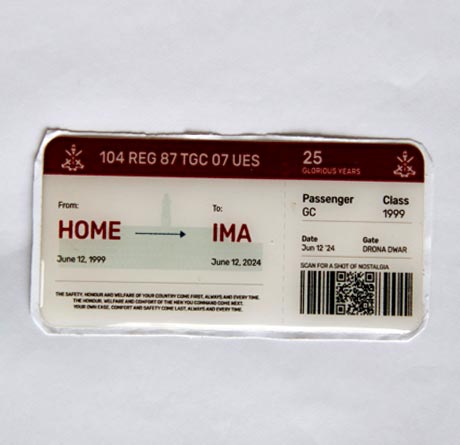 104 REG 87 TGC 07 UES
25
GLORIOUS YEARS
From:
To:
HOME
IMA
June 12, 1999
June 12, 2024
THE SAFETY, HONOUR AND WELFARE OF YOUR COUNTRY COME FIRST, ALWAYS AND EVERY TIME.
THE HONOUR, WELFARE AND COMFORT OF THE MEN YOU COMMAND COME NEXT.
YOUR OWN EASE, COMFORT AND SAFETY COME LAST, ALWAYS AND EVERY TIME.
Passenger
Class
GC
1999
Date
Gate
Jun 12 '24
DRONA DWAR
SCAN FOR A SHOT OF NOSTALGIA